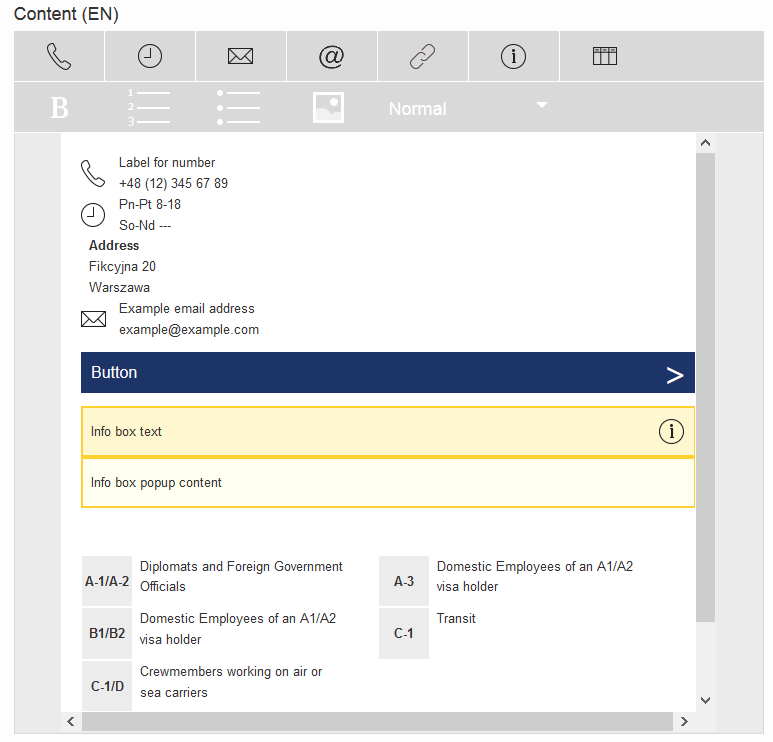 Content (EN)
B
1
2
3
Normal
Label for number
+48 (12) 345 67 89
Pn-Pt 8-18
So-Nd ---
Address
Fikcyjna 20
Warszawa
Example email address
example@example.com
Button
Info box text
Info box popup content
A-1/A-2
Diplomats and Foreign Government
Officials
A-3
Domestic Employees of an A1/A2
visa holder
B1/B2
Domestic Employees of an A1/A2
visa holder
C-1
Transit
C-1/D
Crewmembers working on air or
sea carriers